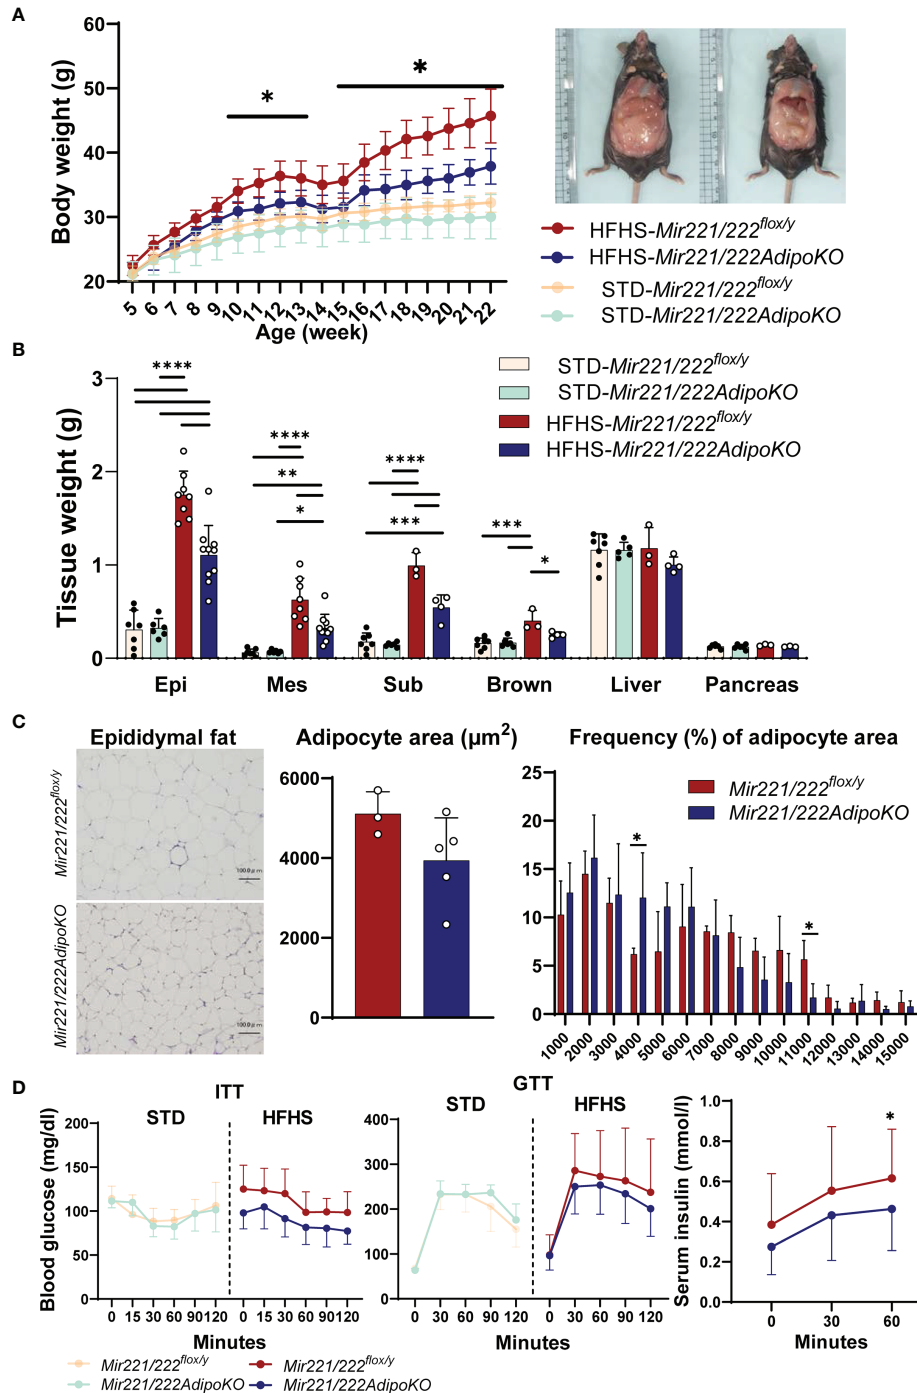 A
Body weight (g)
60
50
40
30
20
*
*
5
6
7
8
9
10
11
12
13
14
15
16
17
18
19
20
21
22
Age (week)
HFHS-Mir221/222flox/y
HFHS-Mir221/222AdipoKO
STD-Mir221/222flox/y
STD-Mir221/222AdipoKO
B
Tissue weight (g)
3
2
1
0
STD-Mir221/222flox/y
STD-Mir221/222AdipoKO
HFHS-Mir221/222flox/y
HFHS-Mir221/222AdipoKO
****
****
**
*
****
***
***
*
Epi Mes Sub Brown Liver Pancreas
C
Epididymal fat
Mir221/222flox/y
100.0μm
Mir221/222AdipoKO
100.0μm
Adipocyte area (μm2)
6000
4000
2000
0
Frequency (%) of adipocyte area
25
20
15
10
5
0
Mir221/222flox/y
Mir221/222AdipoKO
*
*
1000
2000
3000
4000
5000
6000
7000
8000
9000
10000
11000
12000
13000
14000
15000
D
ITT
STD HFHS
Blood glucose (mg/dl)
200
150
100
50
0
0 15 30 60 90 120 0 15 30 60 90 120
Minutes
GTT
STD HFHS
400
300
200
100
0
0 30 60 90 120 0 30 60 90 120
Minutes
Serum insulin (mmol/l)
1.0
0.8
0.6
0.4
0.2
0.0
*
0 30 60
Minutes
Mir221/222flox/y Mir221/222flox/y
Mir221/222AdipoKO Mir221/222AdipoKO